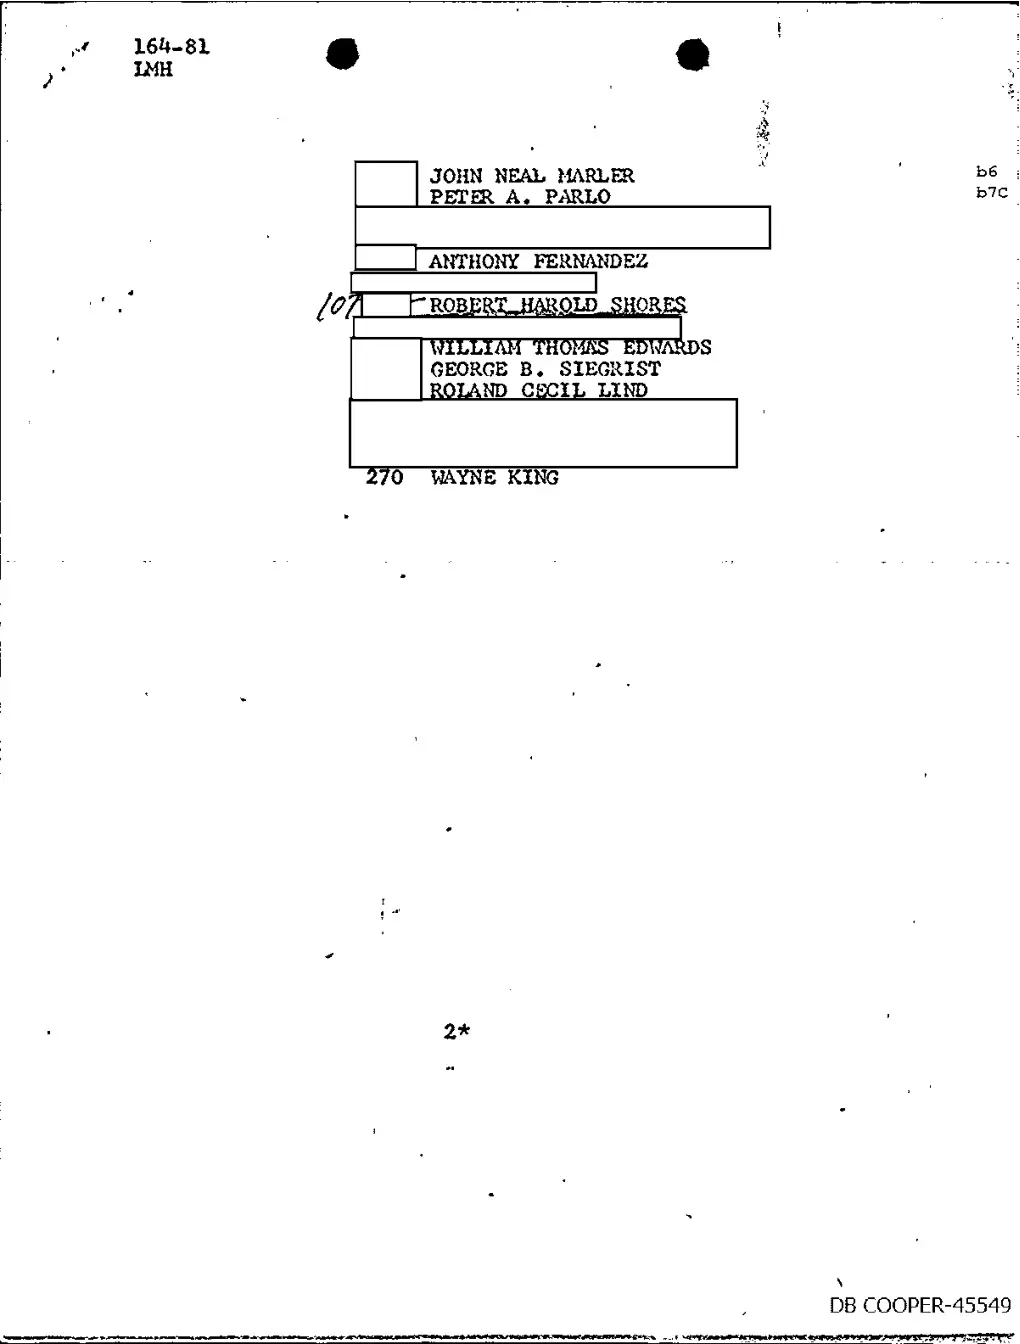 164-81
LMH
b6
b7C
JOHN NEAL MARLER
PETER A. PARLO
ANTHONY FERNANDEZ
107 ROBERT HAROLD SHORES
WILLIAM THOMAS EDWARDS
GEORGE B. SIEGRIST
ROLAND CECIL LIND
270 WAYNE KING
2*
DB COOPER-45549